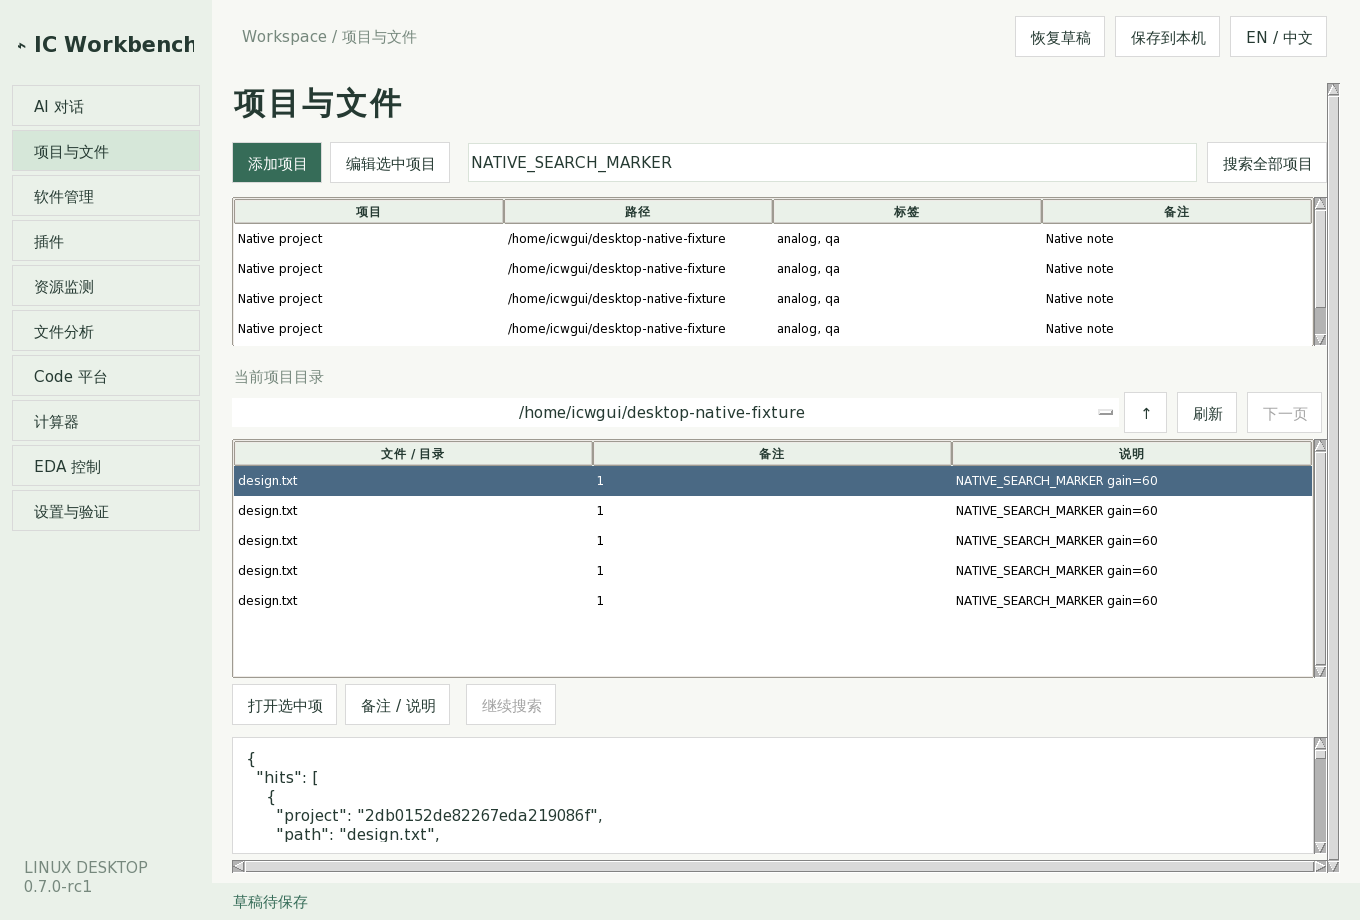 IC Workbench
Workspace / 项目与文件
恢复草稿
保存到本机
EN / 中文
AI 对话
项目与文件
软件管理
插件
资源监测
文件分析
Code 平台
计算器
EDA 控制
设置与验证
LINUX DESKTOP
0.7.0-rc1
项目与文件
添加项目
编辑选中项目
NATIVE_SEARCH_MARKER
搜索全部项目
项目 路径 标签 备注
Native project /home/icwgui/desktop-native-fixture analog, qa Native note
Native project /home/icwgui/desktop-native-fixture analog, qa Native note
Native project /home/icwgui/desktop-native-fixture analog, qa Native note
Native project /home/icwgui/desktop-native-fixture analog, qa Native note
当前项目目录
/home/icwgui/desktop-native-fixture
↑
刷新
下一页
文件 / 目录 备注 说明
design.txt 1 NATIVE_SEARCH_MARKER gain=60
design.txt 1 NATIVE_SEARCH_MARKER gain=60
design.txt 1 NATIVE_SEARCH_MARKER gain=60
design.txt 1 NATIVE_SEARCH_MARKER gain=60
design.txt 1 NATIVE_SEARCH_MARKER gain=60
打开选中项
备注 / 说明
继续搜索
{
"hits": [
{
"project": "2db0152de82267eda219086f",
"path": "design.txt",
草稿待保存